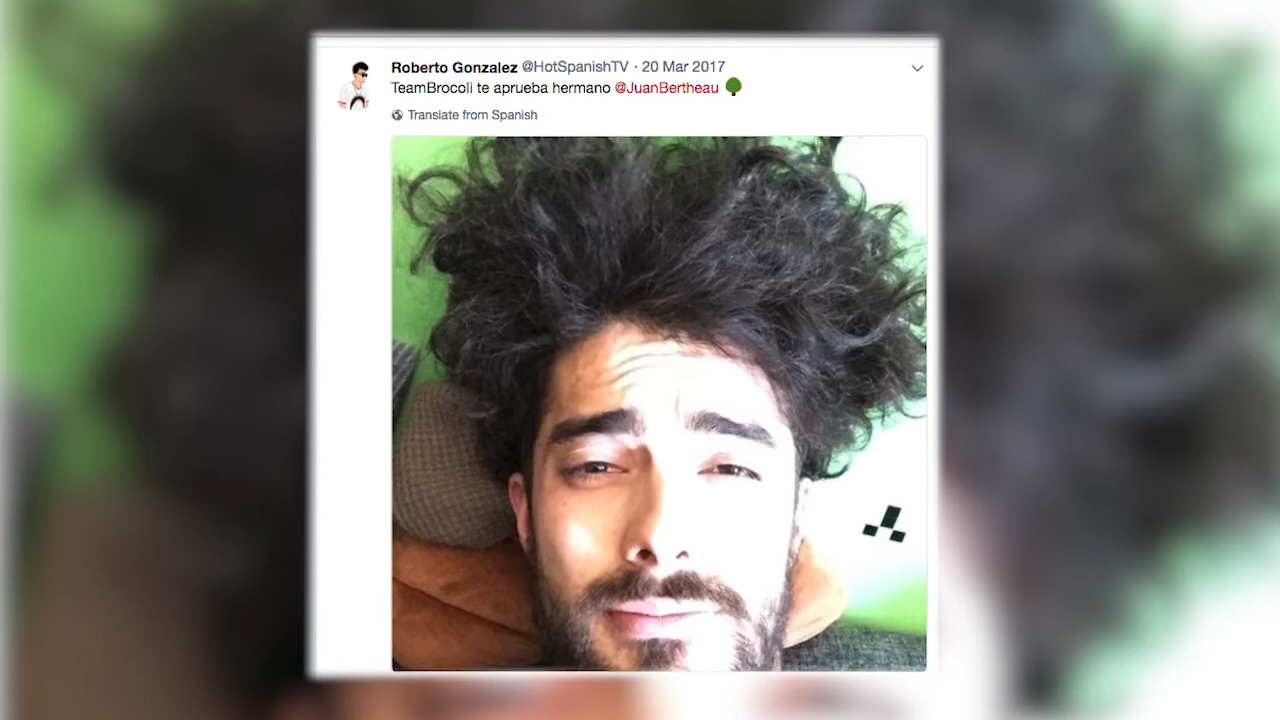 Roberto Gonzalez @HotSpanishTV · 20 Mar 2017
TeamBrocoli te aprueba hermano @JuanBertheau 🌳
Translate from Spanish